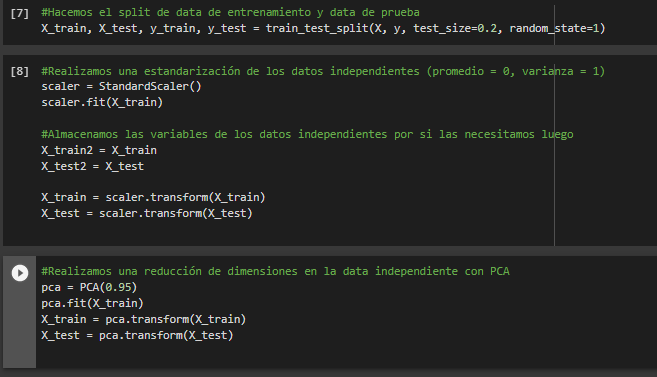 [7] #Hacemos el split de data de entrenamiento y data de prueba
X_train, X_test, y_train, y_test = train_test_split(X, y, test_size=0.2, random_state=1)
[8] #Realizamos una estandarización de los datos independientes (promedio = 0, varianza = 1)
scaler = StandardScaler()
scaler.fit(X_train)
#Almacenamos las variables de los datos independientes por si las necesitamos luego
X_train2 = X_train
X_test2 = X_test
X_train = scaler.transform(X_train)
X_test = scaler.transform(X_test)
#Realizamos una reducción de dimensiones en la data independiente con PCA
pca = PCA(0.95)
pca.fit(X_train)
X_train = pca.transform(X_train)
X_test = pca.transform(X_test)